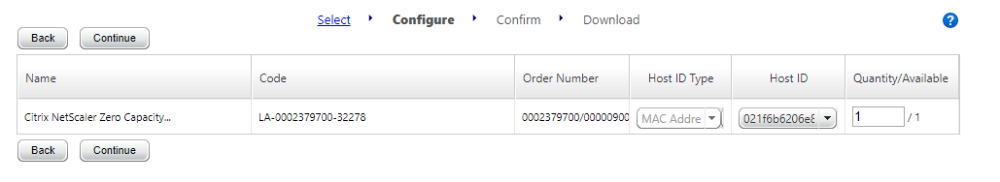 Select Configure Confirm Download
?
Back Continue
Name Code Order Number Host ID Type Host ID Quantity/Available
Citrix NetScaler Zero Capacity... LA-0002379700-32278 0002379700/00000900 MAC Addre 021f6b6206e8 1 / 1
Back Continue